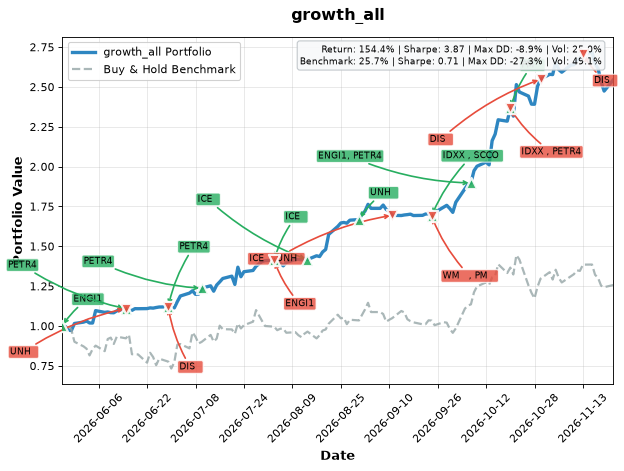 growth_all
growth_all Portfolio
Buy & Hold Benchmark
Return: 154.4% | Sharpe: 3.87 | Max DD: -8.9% | Vol:
Benchmark: 25.7% | Sharpe: 0.71 | Max DD: -27.3% | Vol: 45.1%
2.75
2.50
2.25
2.00
1.75
1.50
1.25
1.00
0.75
Portfolio Value
DIS
DIS
IDXX , PETR4
ENGI1, PETR4
IDXX , SCCO
UNH
ICE
ICE
PETR4
PETR4
PETR4
ICE , UNH
WM , PM
ENGI1
ENGI1
UNH
DIS
2026-06-06
2026-06-22
2026-07-08
2026-07-24
2026-08-09
2026-08-25
2026-09-10
2026-09-26
2026-10-12
2026-10-28
2026-11-13
Date